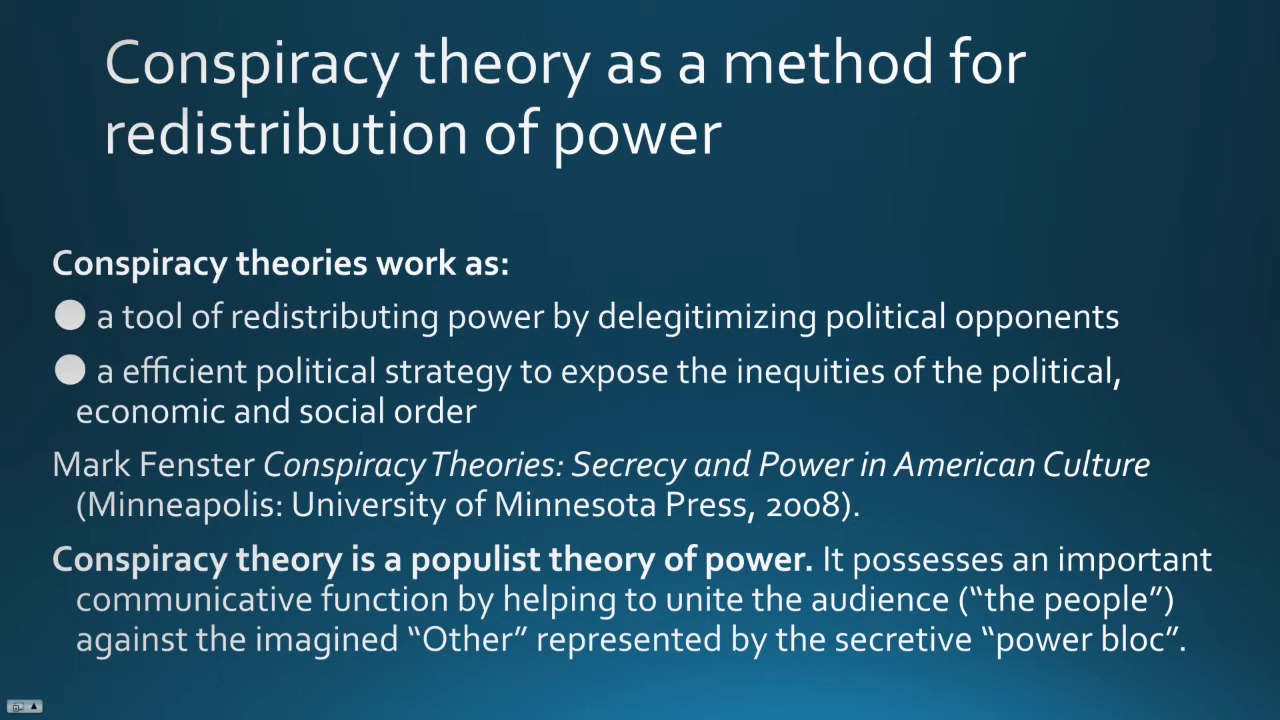 Conspiracy theory as a method for
redistribution of power
Conspiracy theories work as:
● a tool of redistributing power by delegitimizing political opponents
● a efficient political strategy to expose the inequities of the political,
economic and social order
Mark Fenster Conspiracy Theories: Secrecy and Power in American Culture
(Minneapolis: University of Minnesota Press, 2008).
Conspiracy theory is a populist theory of power. It possesses an important
communicative function by helping to unite the audience (“the people”)
against the imagined “Other” represented by the secretive “power bloc”.